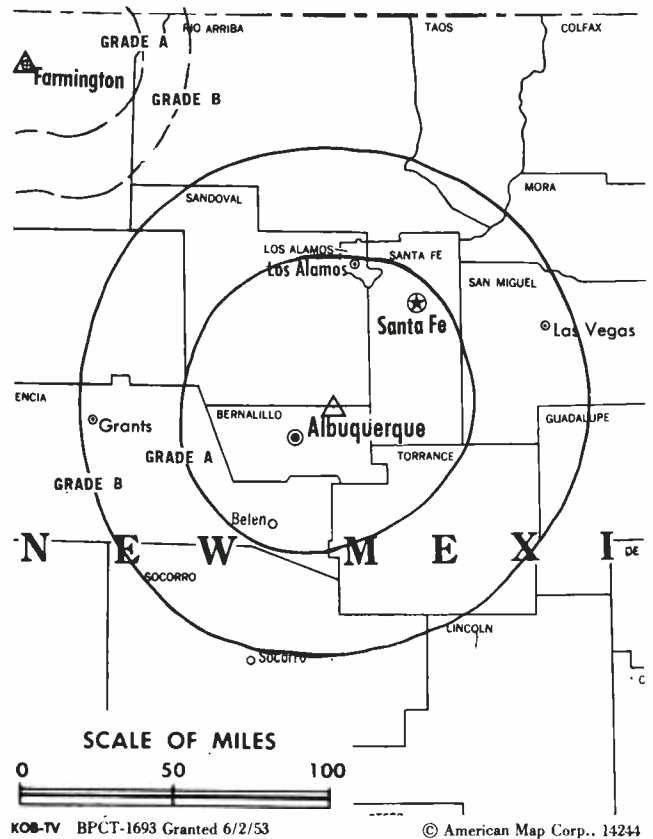 GRADE A
RIO ARRIBA
TAOS
COLFAX
Farmington
GRADE B
SANDOVAL
MORA
LOS ALAMOS
SANTA FE
Los Alamos
SAN MIGUEL
Santa Fe
Las Vegas
ENCIA
BERNALILLO
GUADALUPE
Grants
Albuquerque
GRADE A
TORRANCE
GRADE B
Belen
N E W M E X I
DE
SOCORRO
LINCOLN
Socorro
C
SCALE OF MILES
0 50 100
KOB-TV BPCT-1693 Granted 6/2/53
© American Map Corp., 14244